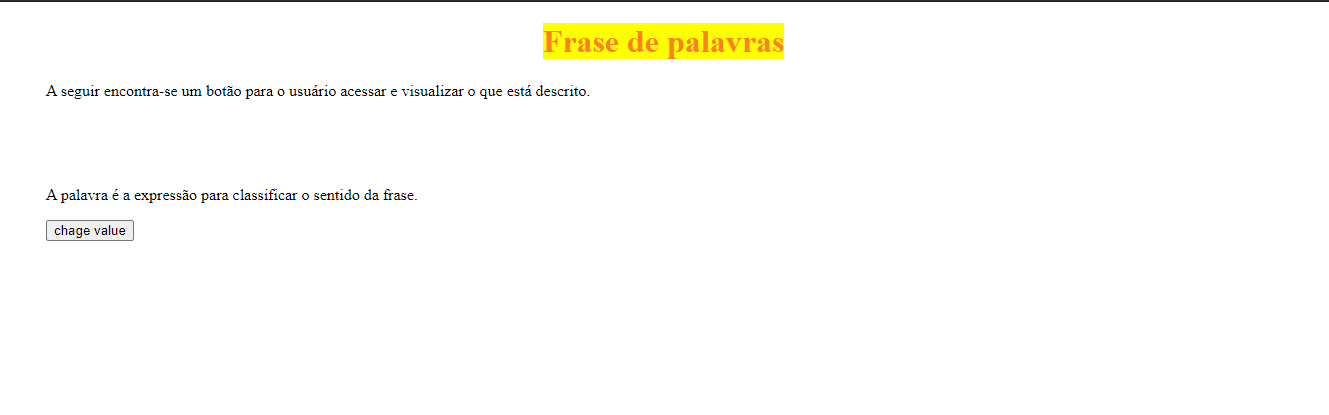 Frase de palavras
A seguir encontra-se um botão para o usuário acessar e visualizar o que está descrito.
A palavra é a expressão para classificar o sentido da frase.
chage value